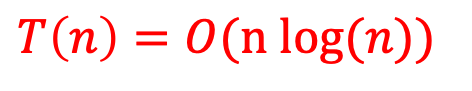 T(n) = O(n log(n))